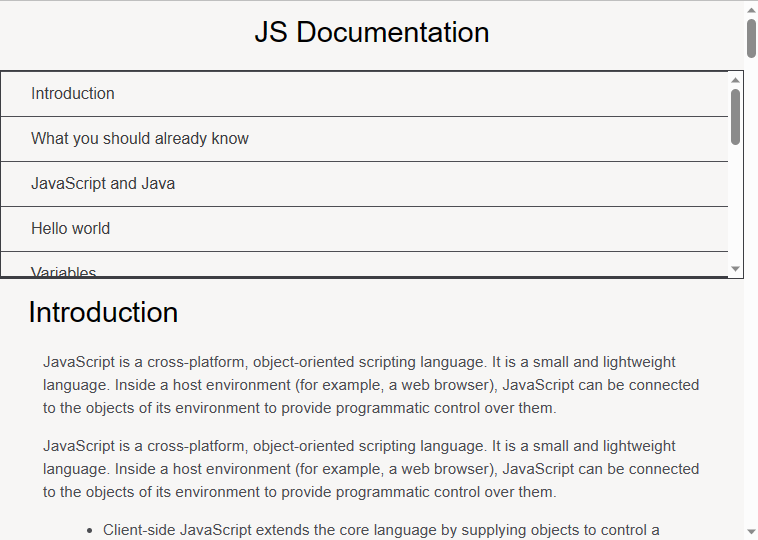 JS Documentation
Introduction
What you should already know
JavaScript and Java
Hello world
Variables
Introduction
JavaScript is a cross-platform, object-oriented scripting language. It is a small and lightweight
language. Inside a host environment (for example, a web browser), JavaScript can be connected
to the objects of its environment to provide programmatic control over them.
JavaScript is a cross-platform, object-oriented scripting language. It is a small and lightweight
language. Inside a host environment (for example, a web browser), JavaScript can be connected
to the objects of its environment to provide programmatic control over them.
• Client-side JavaScript extends the core language by supplying objects to control a